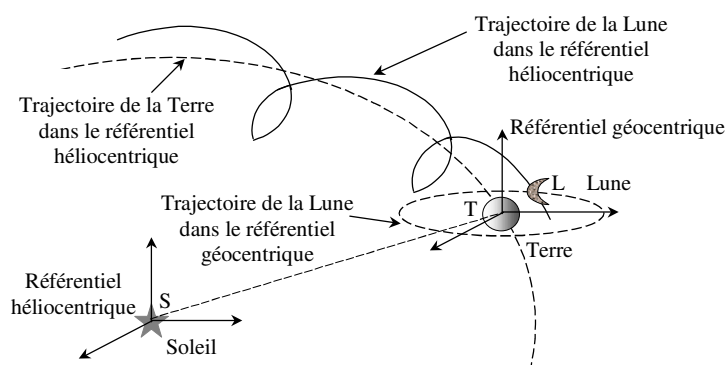 Trajectoire de la Lune
dans le référentiel
héliocentrique
Trajectoire de la Terre
dans le référentiel
héliocentrique
Référentiel géocentrique
L
Lune
T
Terre
Trajectoire de la Lune
dans le référentiel
géocentrique
Référentiel
héliocentrique
S
Soleil